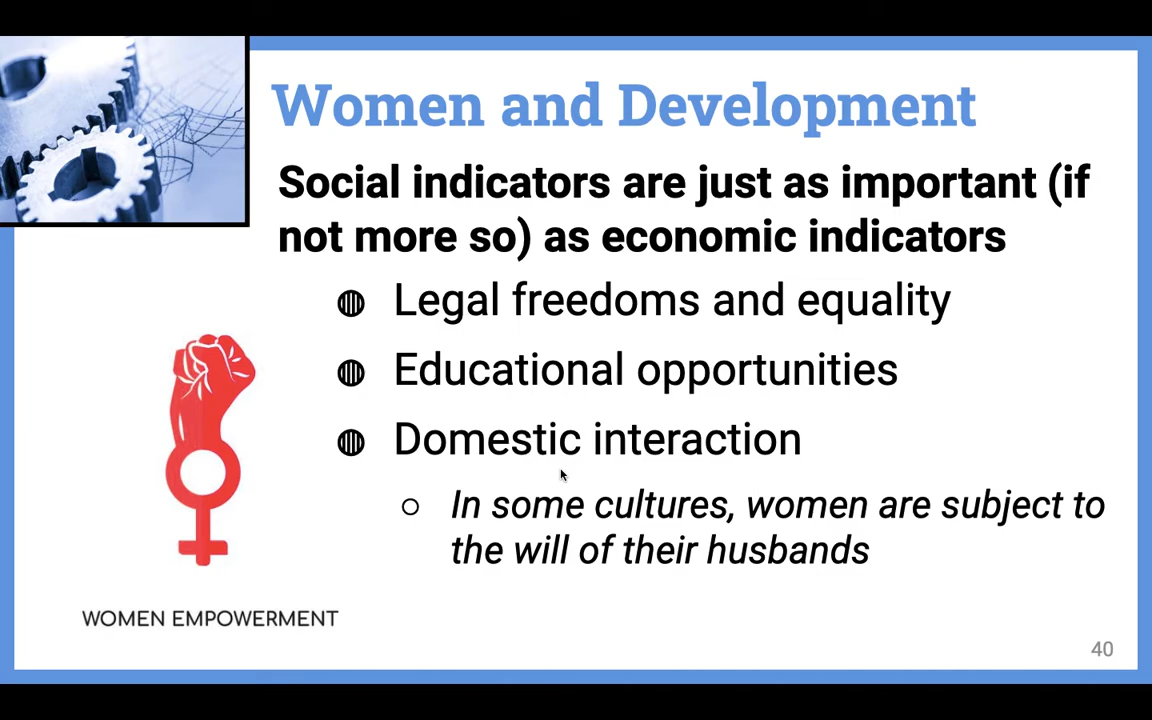 Women and Development
Social indicators are just as important (if
not more so) as economic indicators
Legal freedoms and equality
Educational opportunities
Domestic interaction
In some cultures, women are subject to
the will of their husbands
WOMEN EMPOWERMENT
40